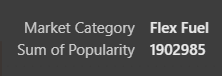 Market Category Flex Fuel
Sum of Popularity 1902985